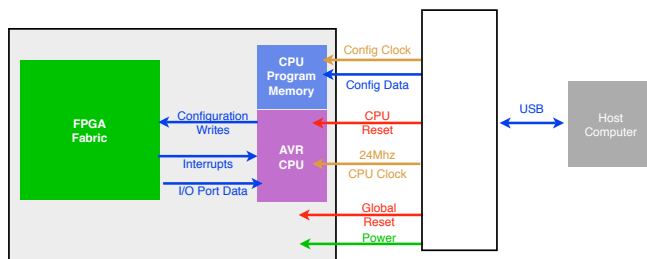 FPGA
Fabric
CPU
Program
Memory
AVR
CPU
Configuration
Writes
Interrupts
I/O Port Data
Config Clock
Config Data
CPU
Reset
24Mhz
CPU Clock
Global
Reset
Power
USB
Host
Computer